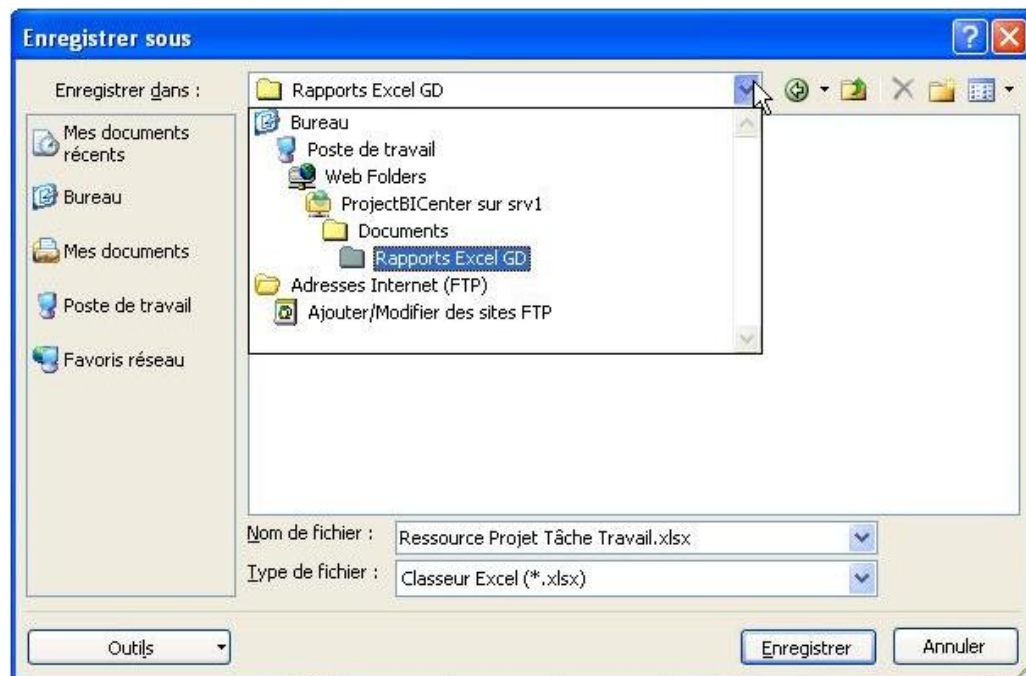 Enregistrer sous
Enregistrer dans :
Rapports Excel GD
Mes documents
récents
Bureau
Mes documents
Poste de travail
Favoris réseau
Bureau
Poste de travail
Web Folders
ProjectBICenter sur srv1
Documents
Rapports Excel GD
Adresses Internet (FTP)
Ajouter/Modifier des sites FTP
Nom de fichier :
Ressource Projet Tâche Travail.xlsx
Type de fichier :
Classeur Excel (*.xlsx)
Outils
Enregistrer
Annuler